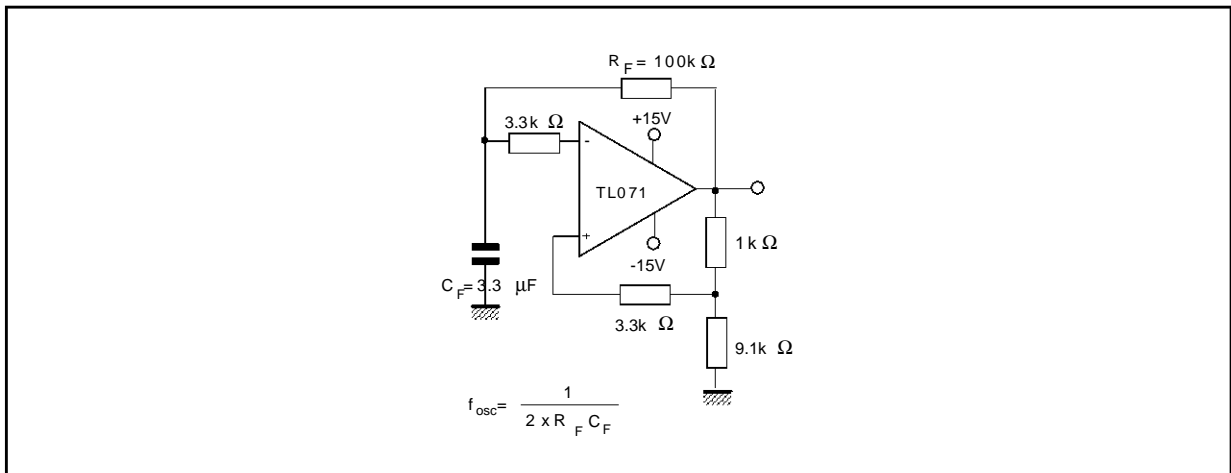 R F = 100k Ω
3.3k Ω
+15V
-
TL071
+
-15V
1k Ω
C F = 3.3 µF
3.3k Ω
9.1k Ω
f osc = 1
2 x R F C F